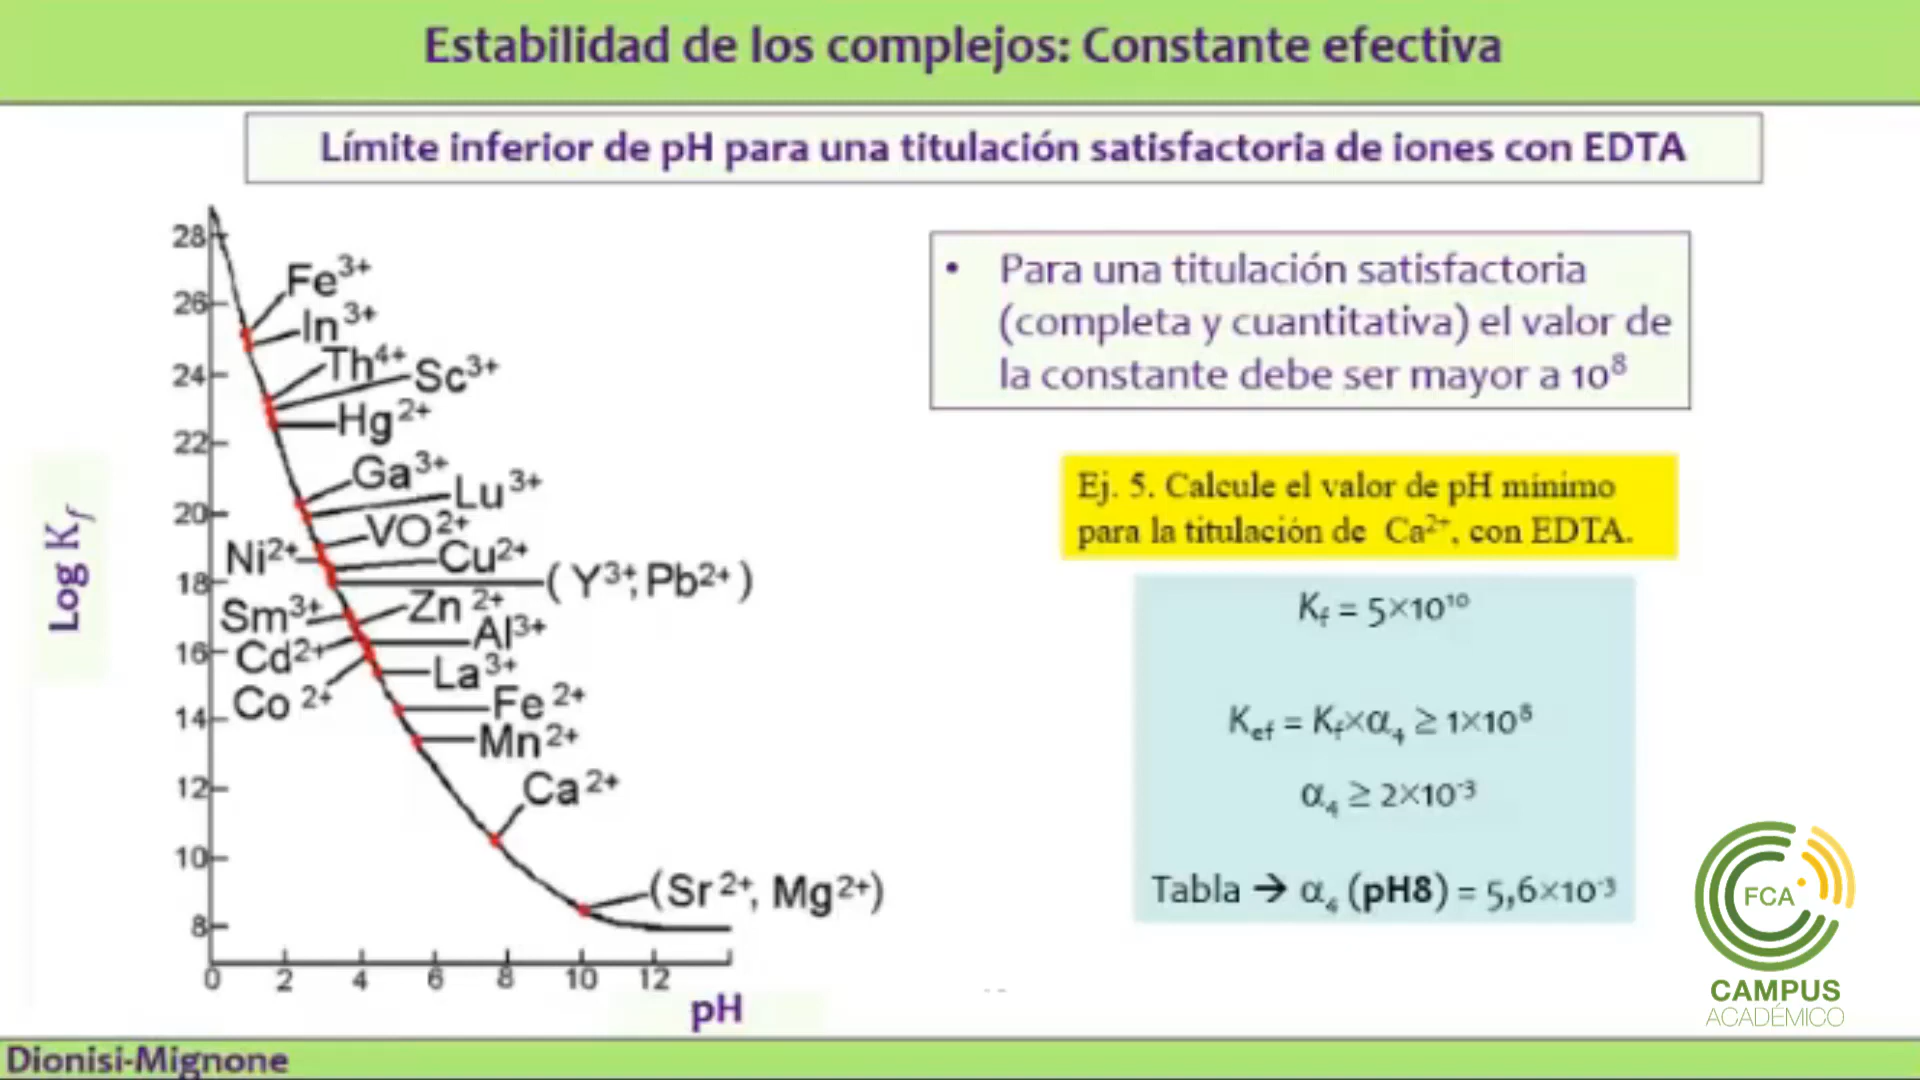 Estabilidad de los complejos: Constante efectiva
Límite inferior de pH para una titulación satisfactoria de iones con EDTA
Log K𝑓
28
26
24
22
20
18
16
14
12
10
8
Fe³⁺
In³⁺
Th⁴⁺
Sc³⁺
Hg²⁺
Ga³⁺
Lu³⁺
VO²⁺
Ni²⁺
Cu²⁺
(Y³⁺, Pb²⁺)
Sm³⁺
Zn²⁺
Al³⁺
Cd²⁺
La³⁺
Co²⁺
Fe²⁺
Mn²⁺
Ca²⁺
(Sr²⁺, Mg²⁺)
0 2 4 6 8 10 12
pH
• Para una titulación satisfactoria
(completa y cuantitativa) el valor de
la constante debe ser mayor a 10⁸
Ej. 5. Calcule el valor de pH mínimo
para la titulación de Ca²⁺, con EDTA.
Kf = 5×10¹⁰
Kef = Kf×α₄ ≥ 1×10⁸
α₄ ≥ 2×10⁻³
Tabla → α₄ (pH8) = 5,6×10⁻³
FCA
CAMPUS
ACADÉMICO
Dionisi-Mignone